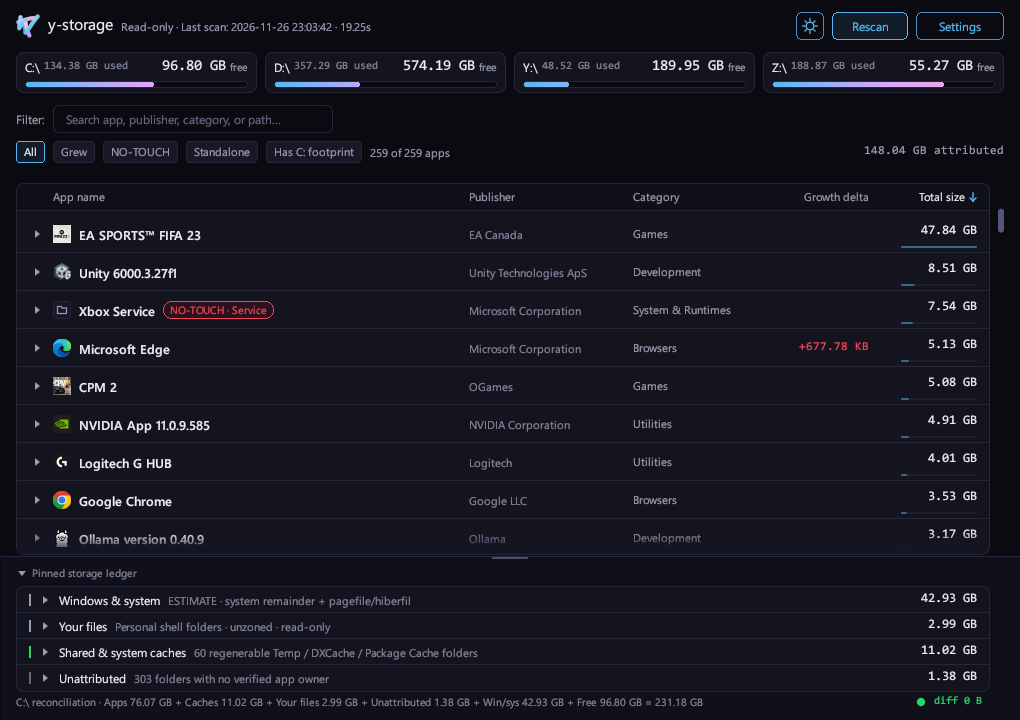 y-storage Read-only · Last scan: 2026-11-26 23:03:42 · 19.25s Rescan Settings
C:\ 134.38 GB used 96.80 GB free D:\ 357.29 GB used 574.19 GB free Y:\ 48.52 GB used 189.95 GB free Z:\ 188.87 GB used 55.27 GB free
Filter: Search app, publisher, category, or path...
All Grew NO-TOUCH Standalone Has C: footprint 259 of 259 apps 148.04 GB attributed
App name Publisher Category Growth delta Total size ↓
EA SPORTS™ FIFA 23 EA Canada Games 47.84 GB
Unity 6000.3.27f1 Unity Technologies ApS Development 8.51 GB
Xbox Service NO-TOUCH · Service Microsoft Corporation System & Runtimes 7.54 GB
Microsoft Edge Microsoft Corporation Browsers +677.78 KB 5.13 GB
CPM 2 OGames Games 5.08 GB
NVIDIA App 11.0.9.585 NVIDIA Corporation Utilities 4.91 GB
Logitech G HUB Logitech Utilities 4.01 GB
Google Chrome Google LLC Browsers 3.53 GB
Ollama version 0.40.9 Ollama Development 3.17 GB
Pinned storage ledger
Windows & system ESTIMATE · system remainder + pagefile/hiberfil 42.93 GB
Your files Personal shell folders · unzoned · read-only 2.99 GB
Shared & system caches 60 regenerable Temp / DXCache / Package Cache folders 11.02 GB
Unattributed 303 folders with no verified app owner 1.38 GB
C:\ reconciliation · Apps 76.07 GB + Caches 11.02 GB + Your files 2.99 GB + Unattributed 1.38 GB + Win/sys 42.93 GB + Free 96.80 GB = 231.18 GB diff 0 B